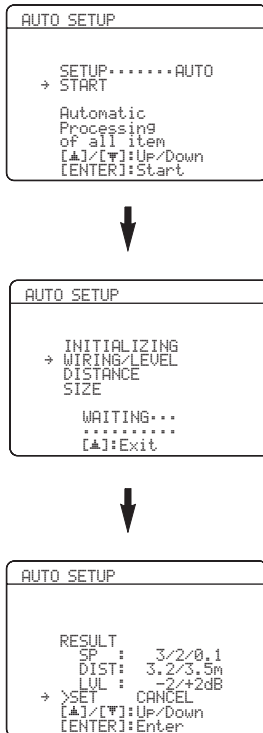 AUTO SETUP
SETUP・・・・・・・AUTO
→ START
Automatic
Processing
of all item
[▲]/[▼]:Up/Down
[ENTER]:Start
AUTO SETUP
INITIALIZING
→ WIRING/LEVEL
DISTANCE
SIZE
WAITING・・・
・・・・・・・・・・
[▲]:Exit
AUTO SETUP
RESULT
SP : 3/2/0.1
DIST: 3.2/3.5m
LVL : -2/+2dB
→ >SET CANCEL
[▲]/[▼]:Up/Down
[ENTER]:Enter